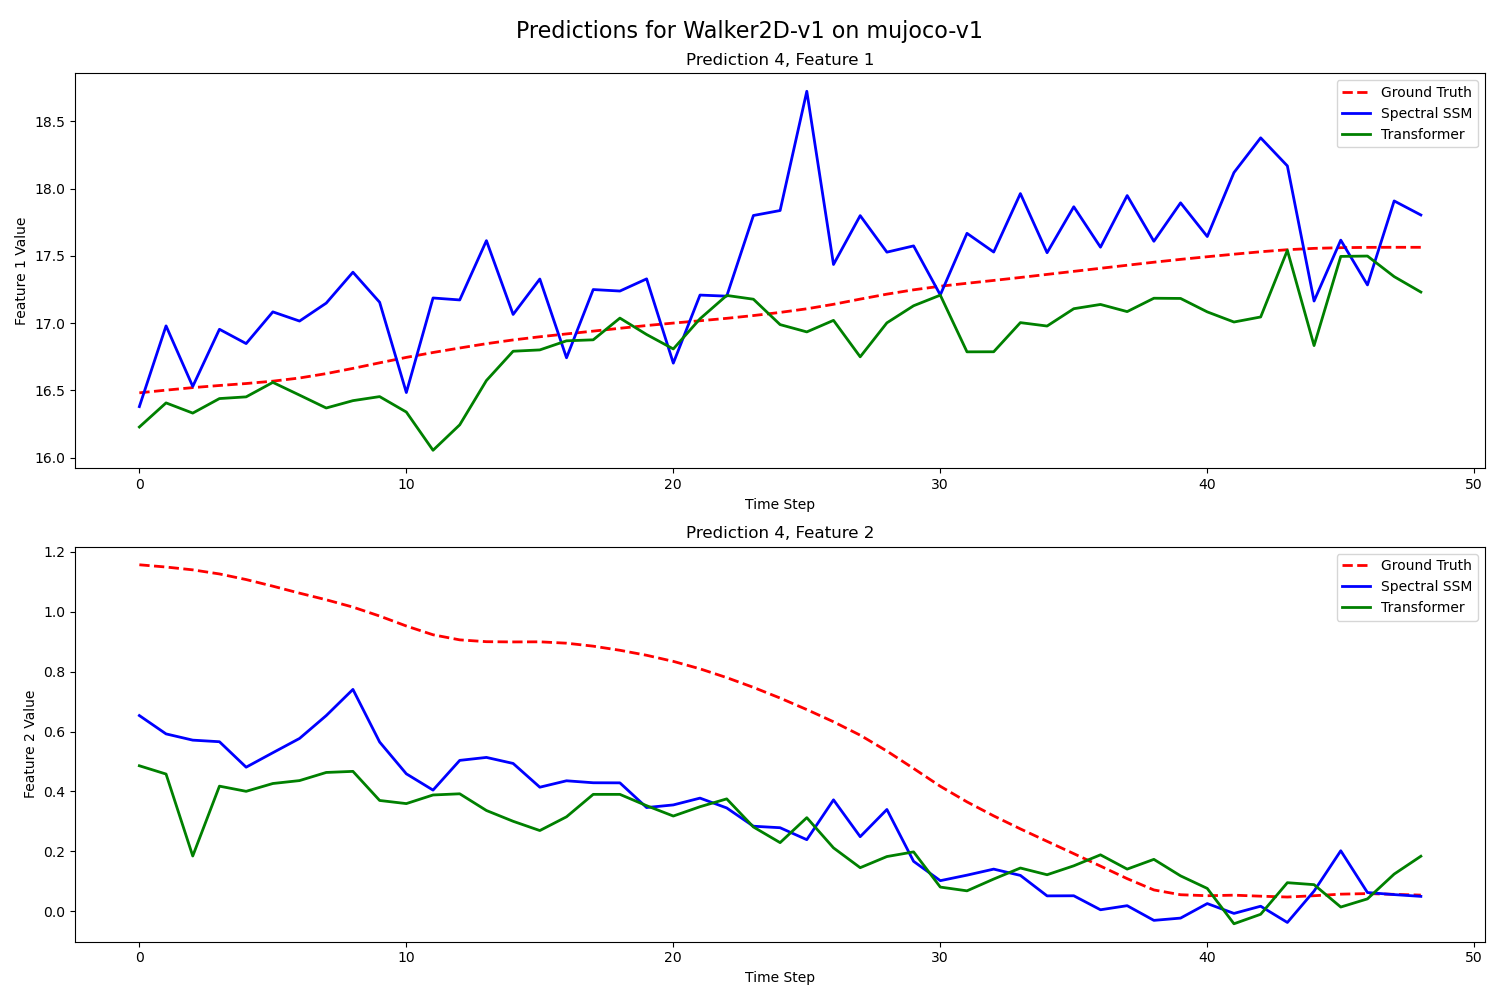 Predictions for Walker2D-v1 on mujoco-v1
Prediction 4, Feature 1
Ground Truth
Spectral SSM
Transformer
Feature 1 Value
18.5
18.0
17.5
17.0
16.5
16.0
0 10 20 30 40 50
Time Step
Prediction 4, Feature 2
Ground Truth
Spectral SSM
Transformer
Feature 2 Value
1.2
1.0
0.8
0.6
0.4
0.2
0.0
0 10 20 30 40 50
Time Step